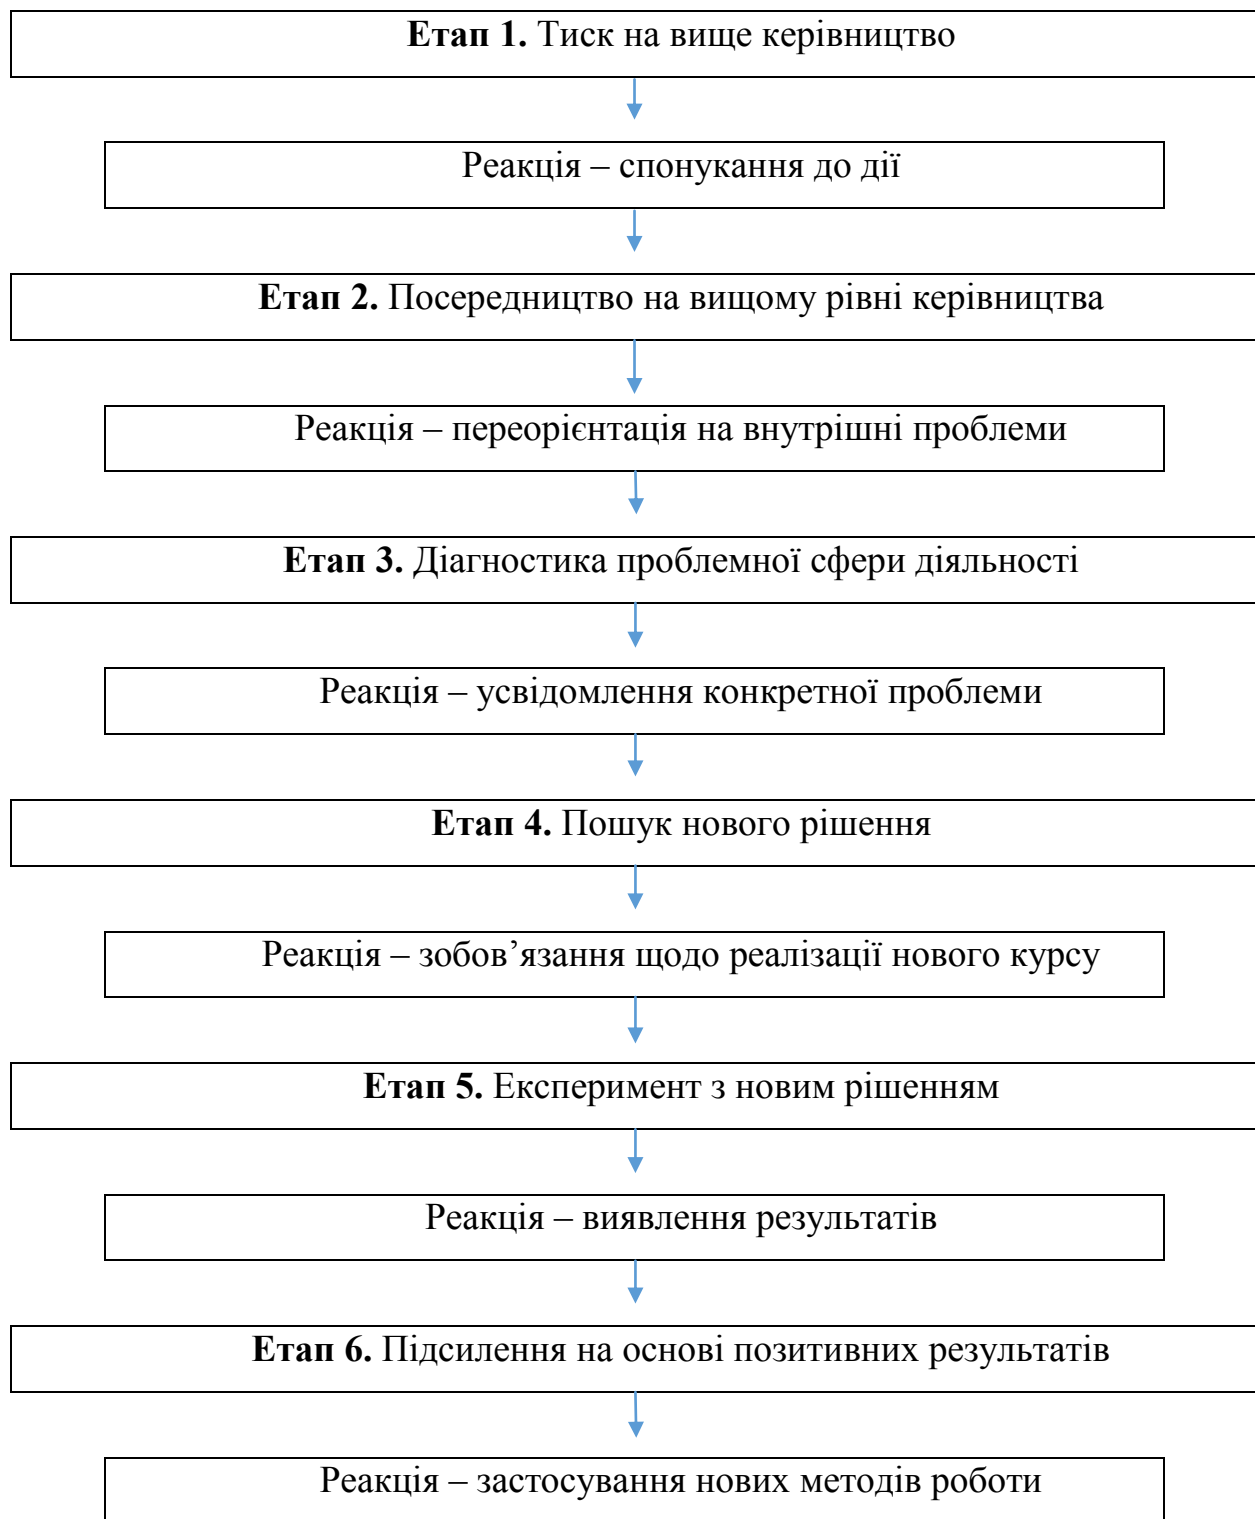 Етап 1. Тиск на вище керівництво
Реакція – спонукання до дії
Етап 2. Посередництво на вищому рівні керівництва
Реакція – переорієнтація на внутрішні проблеми
Етап 3. Діагностика проблемної сфери діяльності
Реакція – усвідомлення конкретної проблеми
Етап 4. Пошук нового рішення
Реакція – зобов’язання щодо реалізації нового курсу
Етап 5. Експеримент з новим рішенням
Реакція – виявлення результатів
Етап 6. Підсилення на основі позитивних результатів
Реакція – застосування нових методів роботи